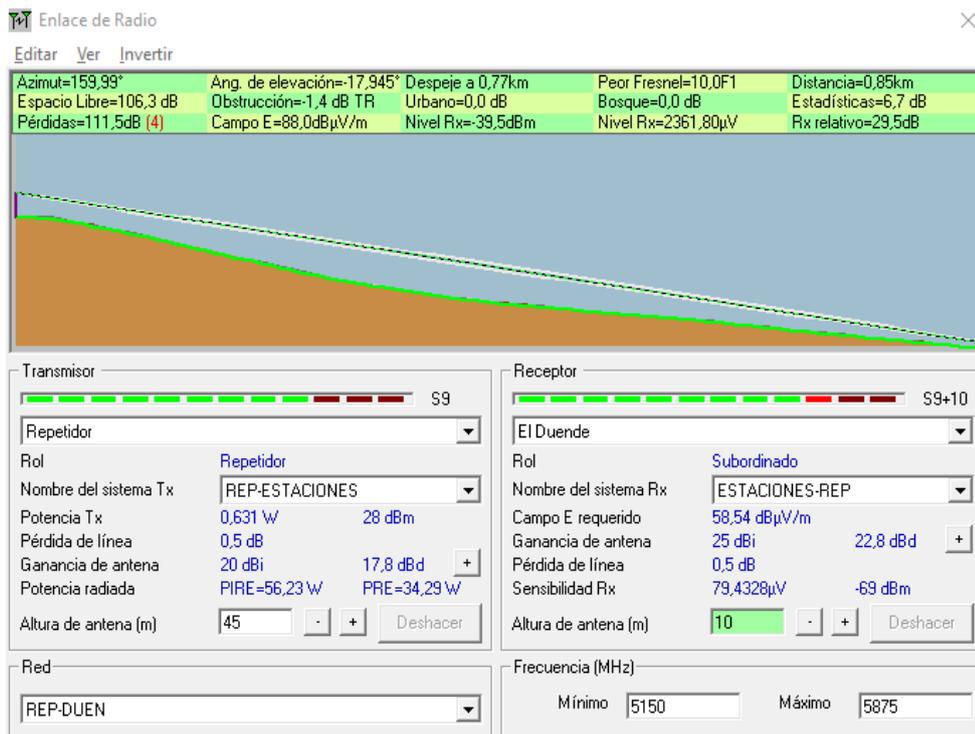 Enlace de Radio
Editar Ver Invertir
Azimut=159,99° Ang. de elevación=-17,945° Despeje a 0,77km Peor Fresnel=10,0F1 Distancia=0,85km
Espacio Libre=106,3 dB Obstrucción=-1,4 dB TR Urbano=0,0 dB Bosque=0,0 dB Estadísticas=6,7 dB
Pérdidas=111,5dB (4) Campo E=88,0dBµV/m Nivel Rx=-39,5dBm Nivel Rx=2361,80µV Rx relativo=29,5dB
Transmisor
S9
Repetidor
Rol Repetidor
Nombre del sistema Tx REP-ESTACIONES
Potencia Tx 0,631 W 28 dBm
Pérdida de línea 0,5 dB
Ganancia de antena 20 dBi 17,8 dBd +
Potencia radiada PIRE=56,23 W PRE=34,29 W
Altura de antena (m) 45 - + Deshacer
Red
REP-DUEN
Receptor
S9+10
El Duende
Rol Subordinado
Nombre del sistema Rx ESTACIONES-REP
Campo E requerido 58,54 dBµV/m
Ganancia de antena 25 dBi 22,8 dBd +
Pérdida de línea 0,5 dB
Sensibilidad Rx 79,4328µV -69 dBm
Altura de antena (m) 10 - + Deshacer
Frecuencia (MHz)
Mínimo 5150 Máximo 5875